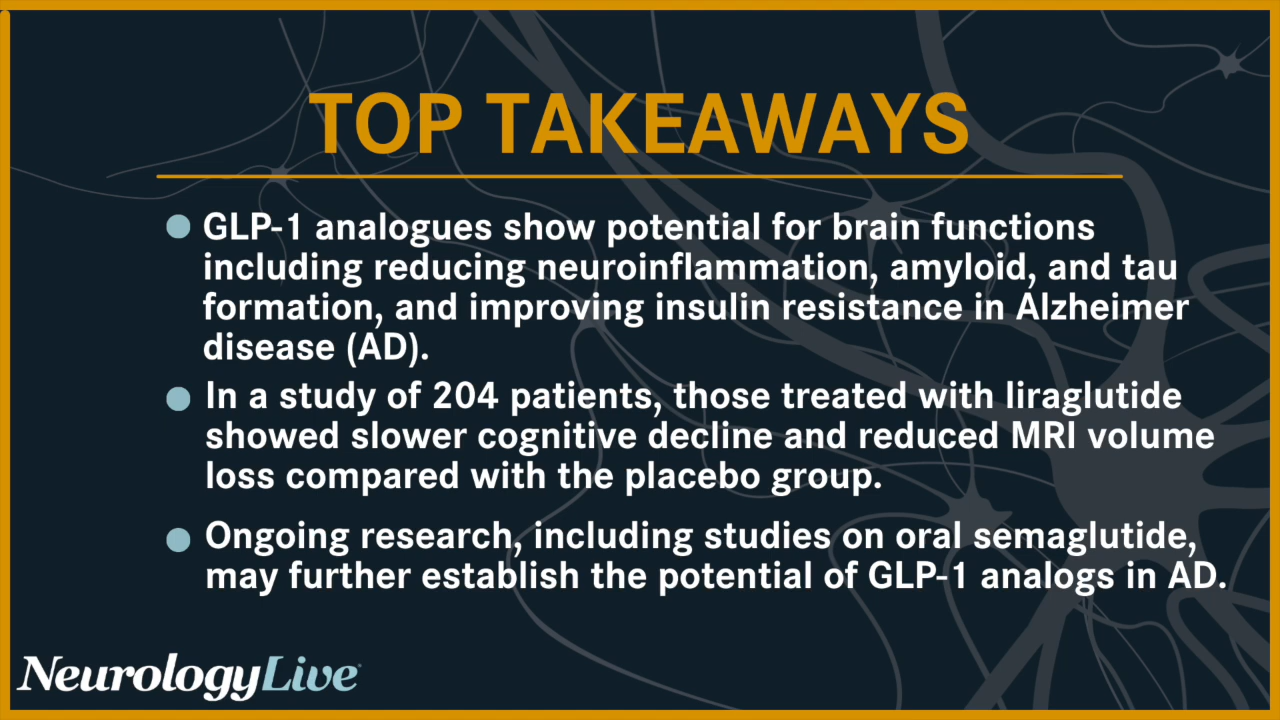 TOP TAKEAWAYS
GLP-1 analogues show potential for brain functions
including reducing neuroinflammation, amyloid, and tau
formation, and improving insulin resistance in Alzheimer
disease (AD).
In a study of 204 patients, those treated with liraglutide
showed slower cognitive decline and reduced MRI volume
loss compared with the placebo group.
Ongoing research, including studies on oral semaglutide,
may further establish the potential of GLP-1 analogs in AD.
NeurologyLive